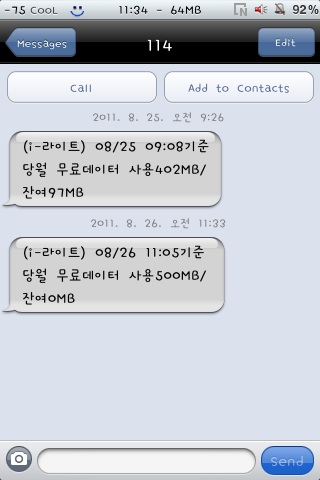 -75 COOL 11:34 - 64MB 92%
Messages 114 Edit
Call Add to Contacts
2011. 8. 25. 오전 9:26
(i-라이트) 08/25 09:08기준
당월 무료데이터 사용402MB/
잔여97MB
2011. 8. 26. 오전 11:33
(i-라이트) 08/26 11:05기준
당월 무료데이터 사용500MB/
잔여0MB
Send